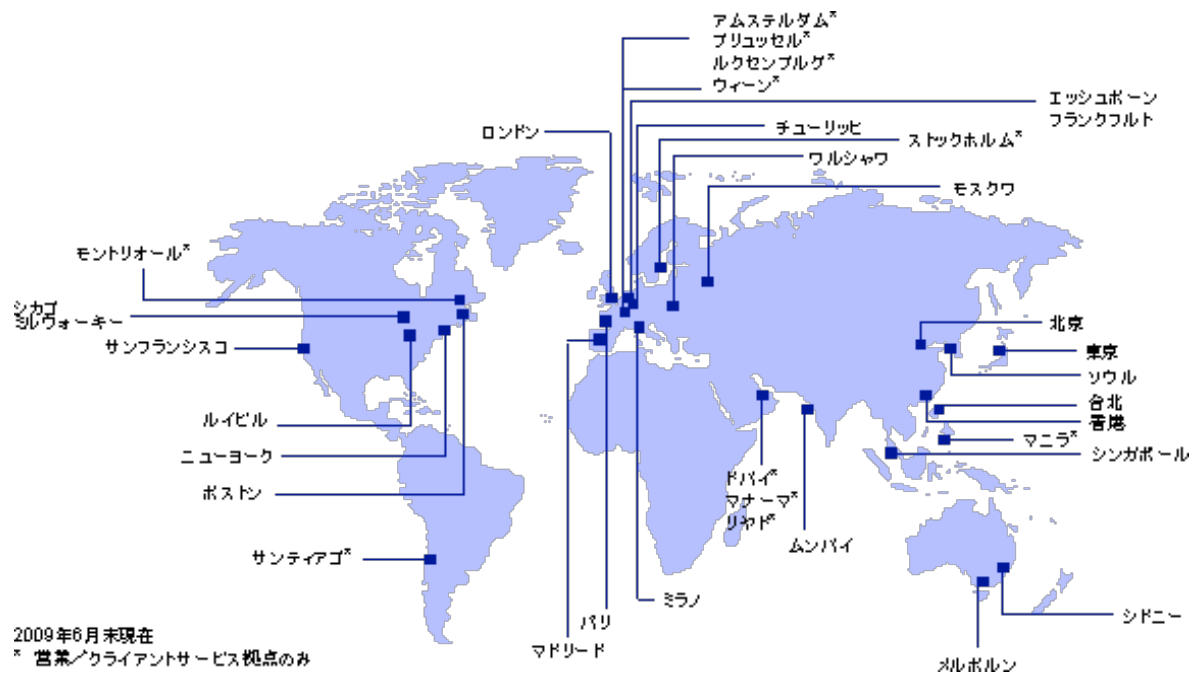 アムステルダム*
ブリュッセル*
ルクセンブルグ*
ウィーン*
エッシュボーン
フランクフルト
ロンドン
チューリッヒ
ストックホルム*
ワルシャワ
モスクワ
モントリオール*
シカゴ
ミルウォーキー
サンフランシスコ
北京
東京
ソウル
台北
香港
マニラ*
シンガポール
ルイビル
ニューヨーク
ボストン
ドバイ*
マナーマ*
リヤド*
ムンバイ
サンティアゴ*
ミラノ
パリ
マドリード
シドニー
メルボルン
2009年6月末現在
* 営業/クライアントサービス拠点のみ